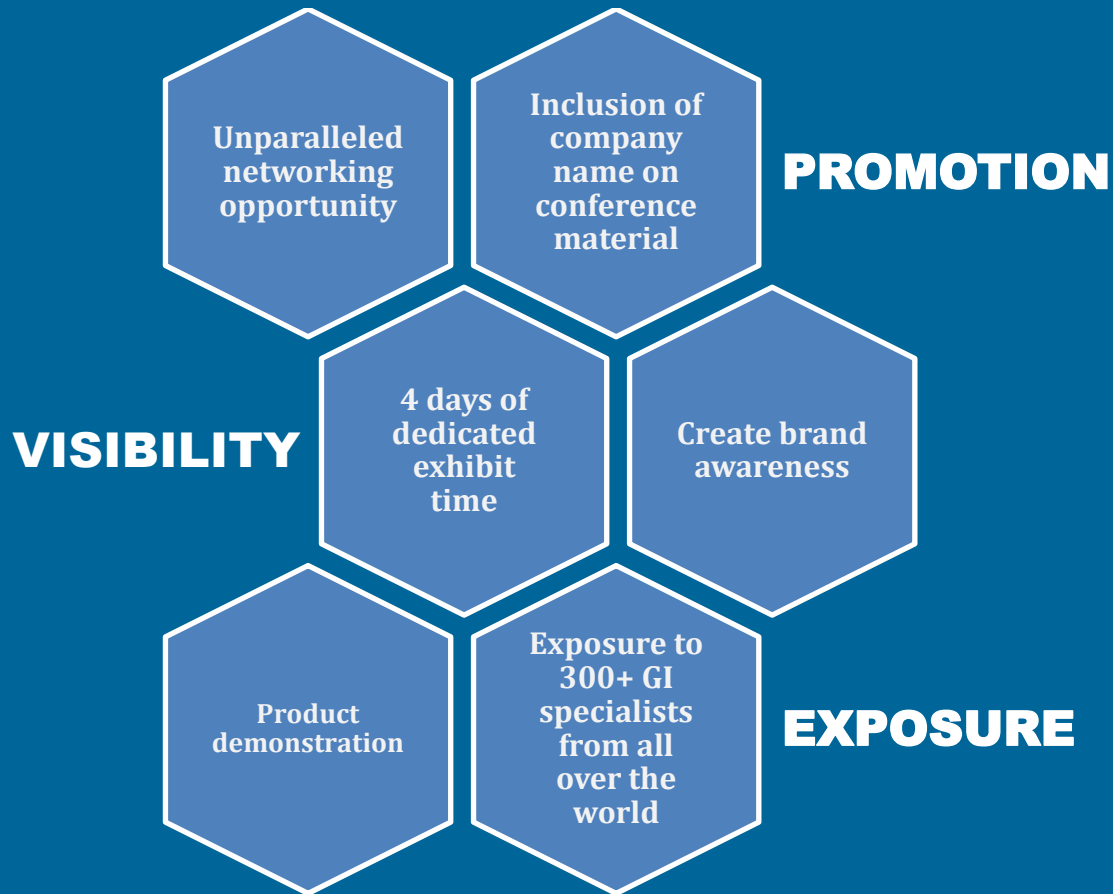 Unparalleled
networking
opportunity
Inclusion of
company
name on
conference
material
PROMOTION
VISIBILITY
4 days of
dedicated
exhibit
time
Create brand
awareness
Product
demonstration
Exposure to
300+ GI
specialists
from all
over the
world
EXPOSURE